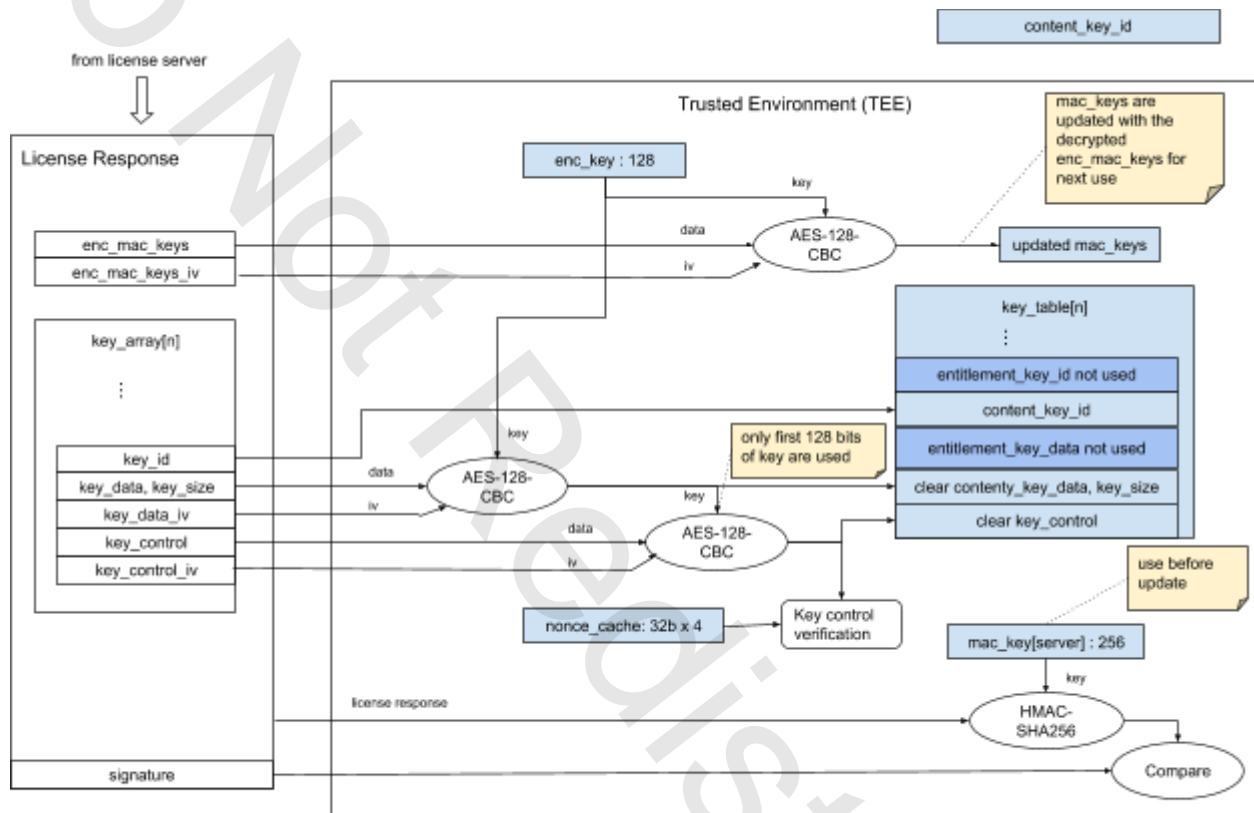 content_key_id
from license server
Trusted Environment (TEE)
mac_keys are
updated with the
decrypted
enc_mac_keys for
next use
License Response
enc_key : 128
key
enc_mac_keys
data
AES-128-
CBC
updated mac_keys
enc_mac_keys_iv
iv
key_array[n]
⋮
key_table[n]
⋮
entitlement_key_id not used
content_key_id
only first 128 bits
of key are used
entitlement_key_data not used
key
key_id
key_data, key_size
data
AES-128-
CBC
clear contenty_key_data, key_size
key_data_iv
iv
key
clear key_control
key_control
data
AES-128-
CBC
key_control_iv
iv
use before
update
nonce_cache: 32b x 4
Key control
verification
mac_key[server] : 256
key
license response
HMAC-
SHA256
signature
Compare
Not Redist